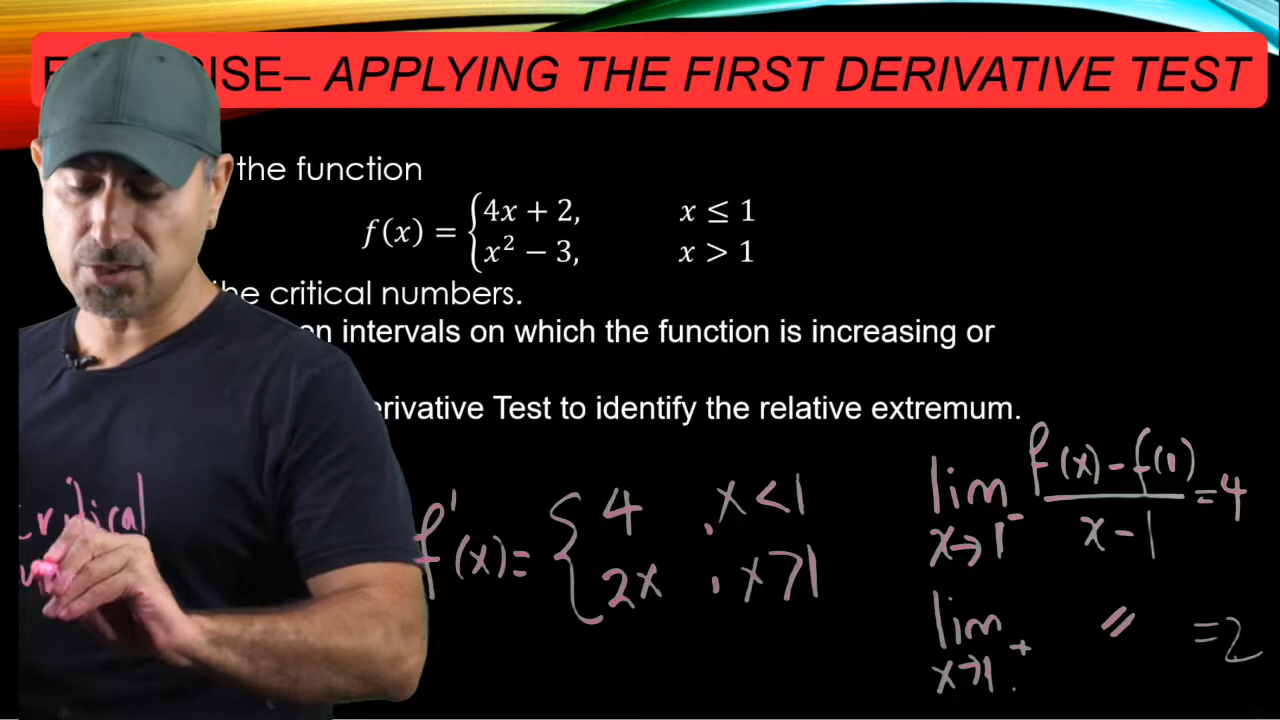 ISE– APPLYING THE FIRST DERIVATIVE TEST
the function
f(x) = {4x + 2, x ≤ 1
x² − 3, x > 1
he critical numbers.
on intervals on which the function is increasing or
erivative Test to identify the relative extremum.
critical
f'(x) = { 4 , x < 1
2x , x > 1
lim x→1⁻ f(x) − f(1) / x − 1 = 4
lim x→1⁺ 〃 = 2